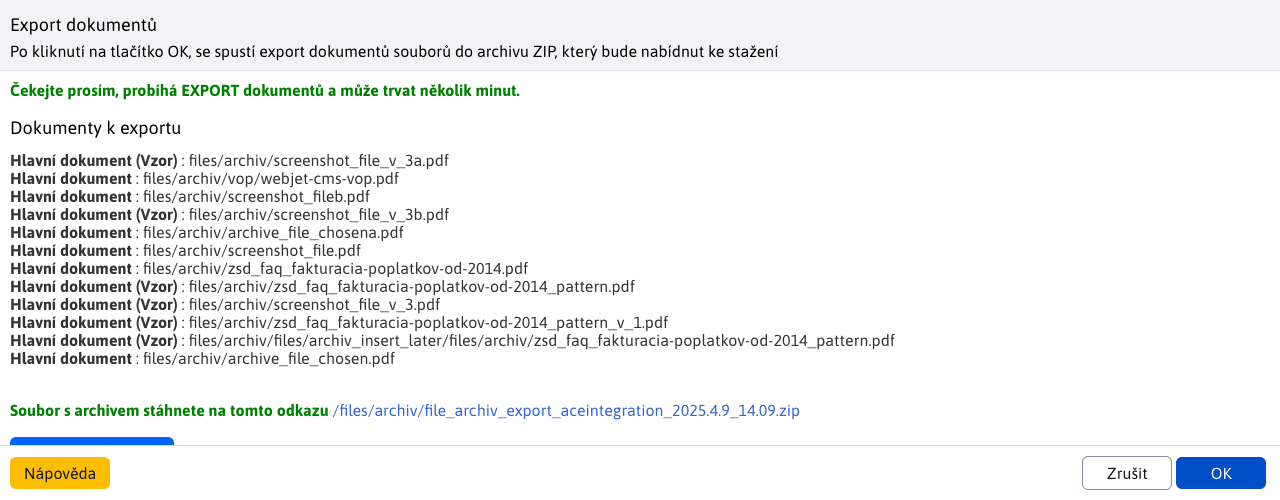 Export dokumentů
Po kliknutí na tlačítko OK, se spustí export dokumentů souborů do archivu ZIP, který bude nabídnut ke stažení
Čekejte prosím, probíhá EXPORT dokumentů a může trvat několik minut.
Dokumenty k exportu
Hlavní dokument (Vzor) : files/archiv/screenshot_file_v_3a.pdf
Hlavní dokument : files/archiv/vop/webjet-cms-vop.pdf
Hlavní dokument : files/archiv/screenshot_fileb.pdf
Hlavní dokument (Vzor) : files/archiv/screenshot_file_v_3b.pdf
Hlavní dokument : files/archiv/archive_file_chosena.pdf
Hlavní dokument : files/archiv/screenshot_file.pdf
Hlavní dokument : files/archiv/zsd_faq_fakturacia-poplatkov-od-2014.pdf
Hlavní dokument (Vzor) : files/archiv/zsd_faq_fakturacia-poplatkov-od-2014_pattern.pdf
Hlavní dokument (Vzor) : files/archiv/screenshot_file_v_3.pdf
Hlavní dokument (Vzor) : files/archiv/zsd_faq_fakturacia-poplatkov-od-2014_pattern_v_1.pdf
Hlavní dokument (Vzor) : files/archiv/files/archiv_insert_later/files/archiv/zsd_faq_fakturacia-poplatkov-od-2014_pattern.pdf
Hlavní dokument : files/archiv/archive_file_chosen.pdf
Soubor s archivem stáhnete na tomto odkazu /files/archiv/file_archiv_export_aceintegration_2025.4.9_14.09.zip
Nápověda
Zrušit
OK